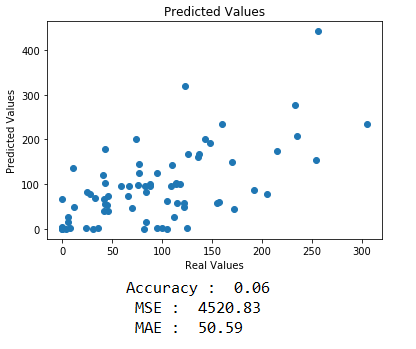 Predicted Values
400
300
200
100
0
Predicted Values
0 50 100 150 200 250 300
Real Values
Accuracy : 0.06
MSE : 4520.83
MAE : 50.59